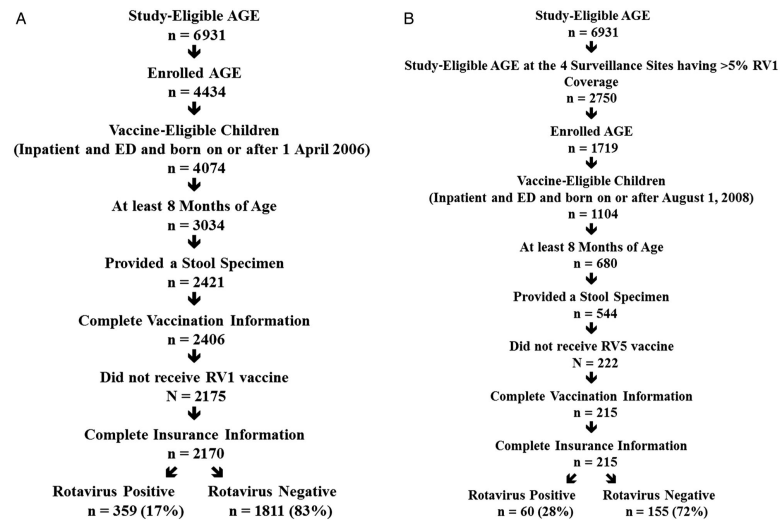 A
Study-Eligible AGE
n = 6931
Enrolled AGE
n = 4434
Vaccine-Eligible Children
(Inpatient and ED and born on or after 1 April 2006)
n = 4074
At least 8 Months of Age
n = 3034
Provided a Stool Specimen
n = 2421
Complete Vaccination Information
n = 2406
Did not receive RV1 vaccine
N = 2175
Complete Insurance Information
n = 2170
Rotavirus Positive
n = 359 (17%)
Rotavirus Negative
n = 1811 (83%)
B
Study-Eligible AGE
n = 6931
Study-Eligible AGE at the 4 Surveillance Sites having >5% RV1
Coverage
n = 2750
Enrolled AGE
n = 1719
Vaccine-Eligible Children
(Inpatient and ED and born on or after August 1, 2008)
n = 1104
At least 8 Months of Age
n = 680
Provided a Stool Specimen
n = 544
Did not receive RV5 vaccine
N = 222
Complete Vaccination Information
n = 215
Complete Insurance Information
n = 215
Rotavirus Positive
n = 60 (28%)
Rotavirus Negative
n = 155 (72%)